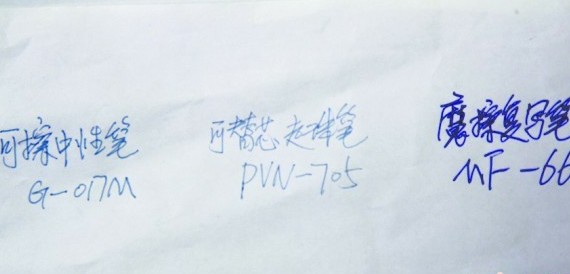 可擦中性笔
G-017M
可替芯走珠笔
PVN-705
磨擦复写笔
MF-66